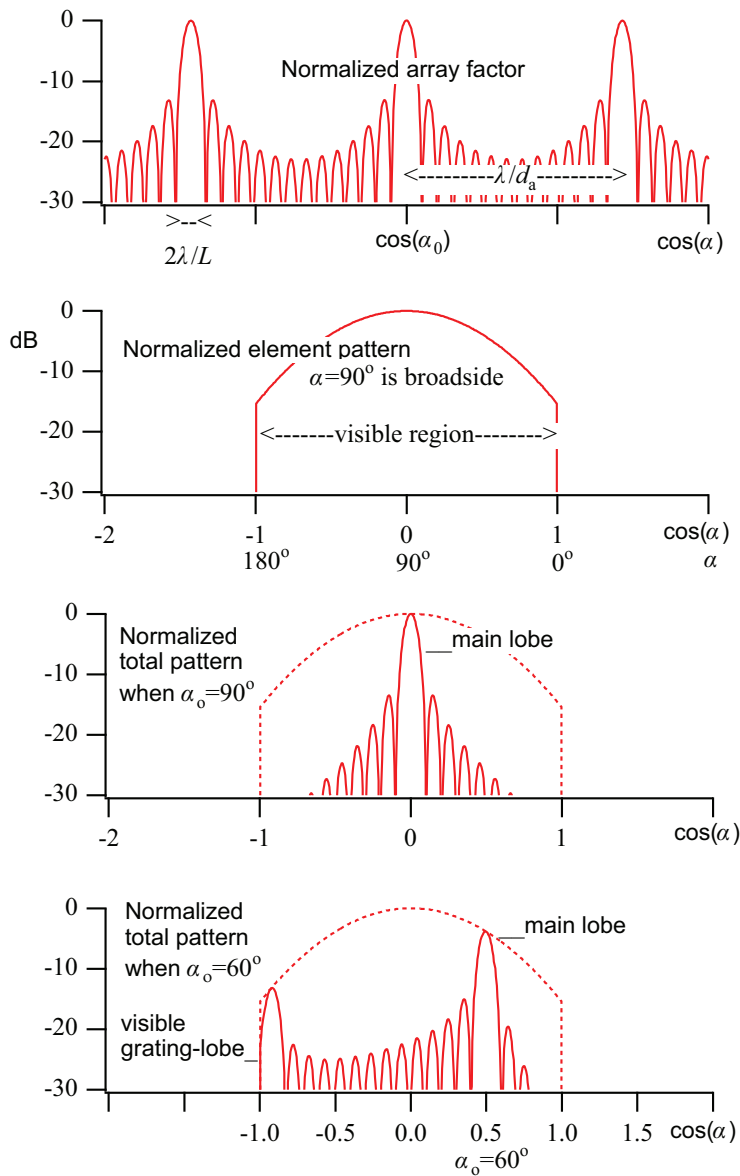 0
Normalized array factor
-10
-20
<-------λ/dₐ------>
-30
>--<
cos(α₀)
cos(α)
2λ/L
0
dB
Normalized element pattern
-10
α=90° is broadside
-20
<-----visible region----->
-30
-2 -1 0 1 cos(α)
180° 90° 0° α
0
Normalized
total pattern
when αₒ=90°
main lobe
-10
-20
-30
-2 -1 0 1 cos(α)
0
Normalized
total pattern
when αₒ=60°
main lobe
-10
visible
grating-lobe
-20
-30
-1.0 -0.5 0.0 0.5 1.0 1.5 cos(α)
αₒ=60°